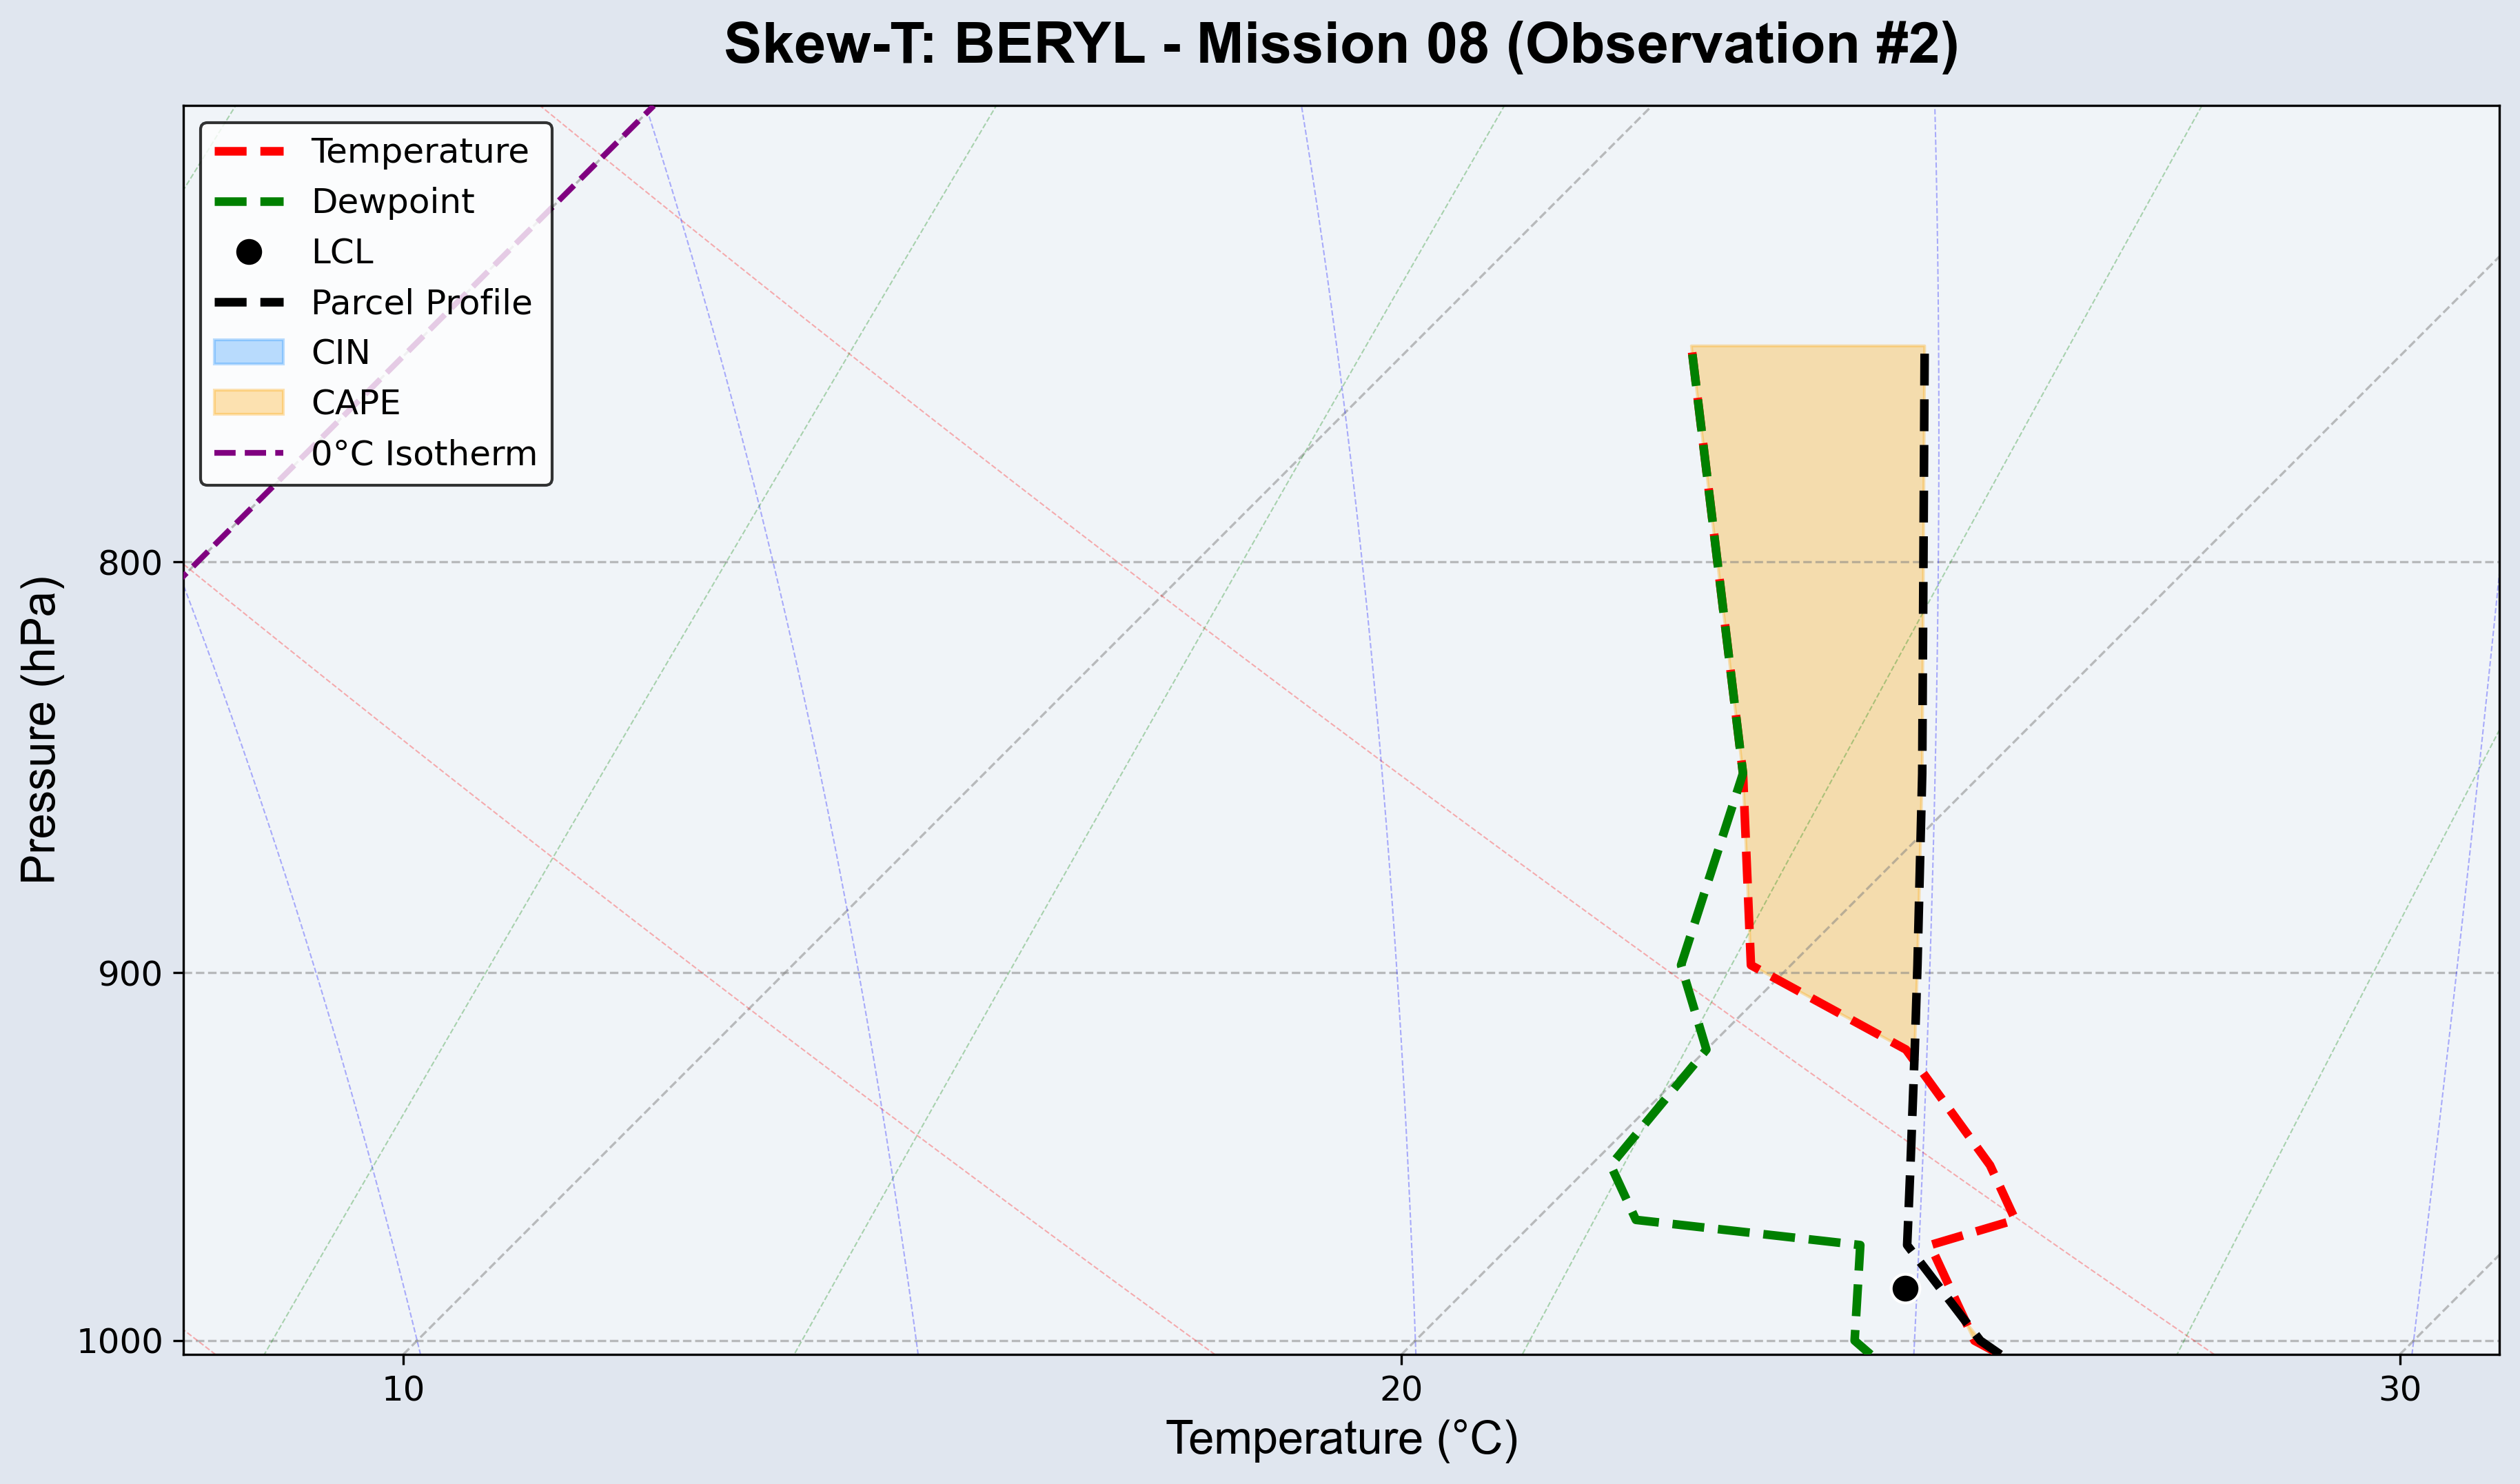 Skew-T: BERYL - Mission 08 (Observation #2)
Temperature
Dewpoint
LCL
Parcel Profile
CIN
CAPE
0°C Isotherm
800
900
1000
Pressure (hPa)
10
20
30
Temperature (°C)